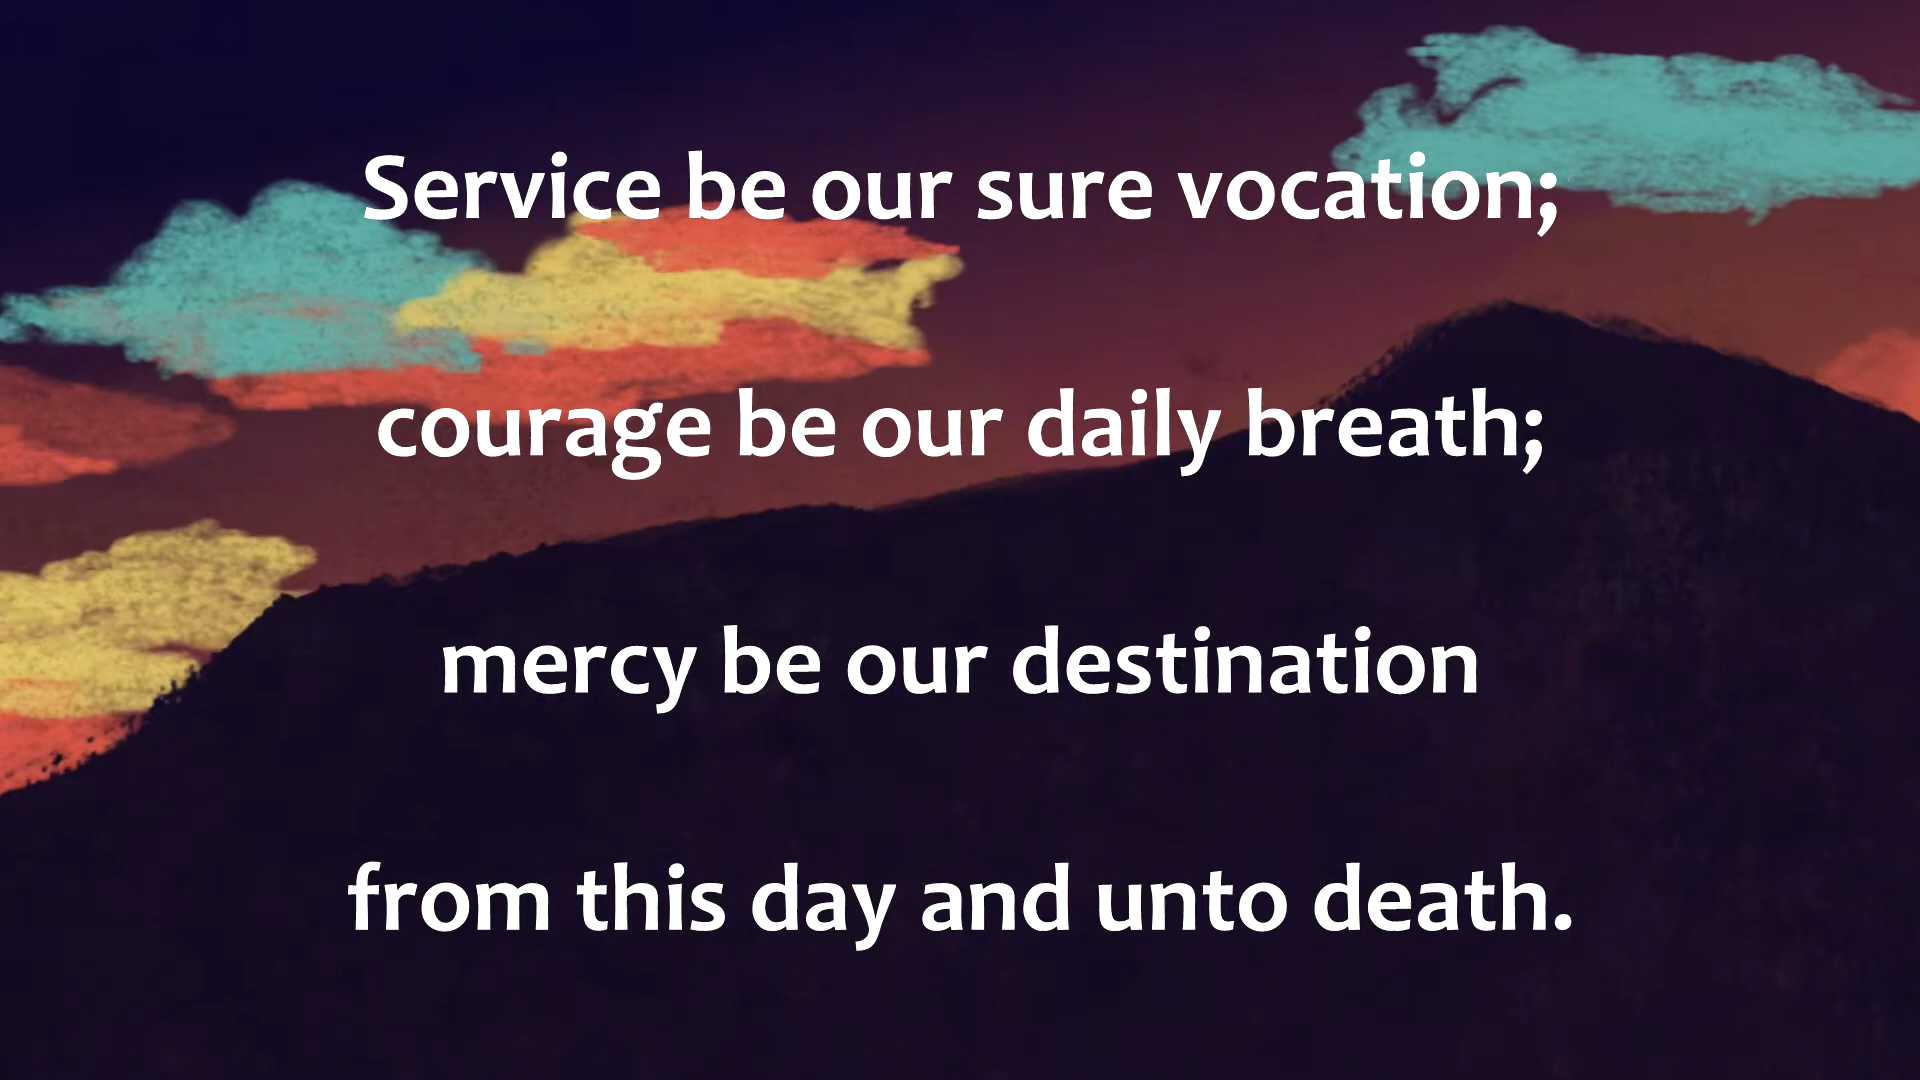 Service be our sure vocation;
courage be our daily breath;
mercy be our destination
from this day and unto death.